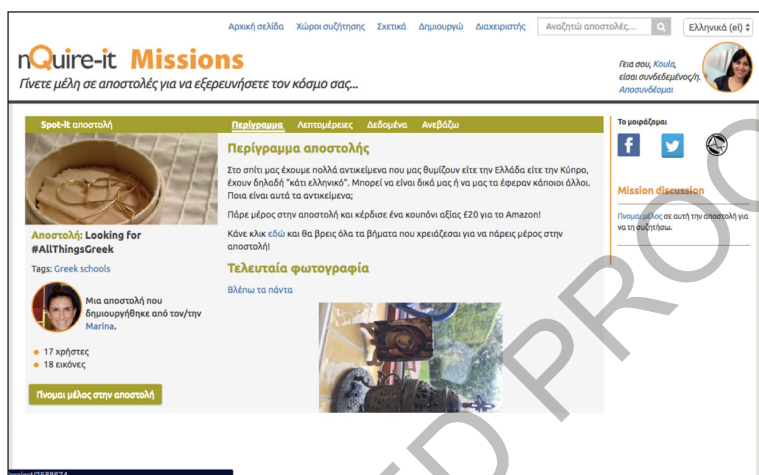 Αρχική σελίδα Χώροι συζήτησης Σχετικά Δημιουργώ Διαχειριστής Αναζητώ αποστολές... Ελληνικά (el)
nQuire-it Missions
Γίνετε μέλη σε αποστολές για να εξερευνήσετε τον κόσμο σας...
Γεια σου, Koula,
είσαι συνδεδεμένος/η.
Αποσυνδέομαι
Spot-it αποστολή
Περίγραμμα Λεπτομέρειες Δεδομένα Ανεβάζω
Περίγραμμα αποστολής
Στο σπίτι μας έχουμε πολλά αντικείμενα που μας θυμίζουν είτε την Ελλάδα είτε την Κύπρο,
έχουν δηλαδή "κάτι ελληνικό". Μπορεί να είναι δικά μας ή να μας τα έφεραν κάποιοι άλλοι.
Ποια είναι αυτά τα αντικείμενα;
Πάρε μέρος στην αποστολή και κέρδισε ένα κουπόνι αξίας £20 για το Amazon!
Κάνε κλικ εδώ και θα βρεις όλα τα βήματα που χρειάζεσαι για να πάρεις μέρος στην
αποστολή!
Τελευταία φωτογραφία
Βλέπω τα πάντα
Αποστολή: Looking for
#AllThingsGreek
Tags: Greek schools
Μια αποστολή που
δημιουργήθηκε από τον/την
Marina.
17 χρήστες
18 εικόνες
Γίνομαι μέλος στην αποστολή
Το μοιράζομαι
Mission discussion
Γίνομαι μέλος σε αυτή την αποστολή για
να τη συζητήσω.
project/2588674